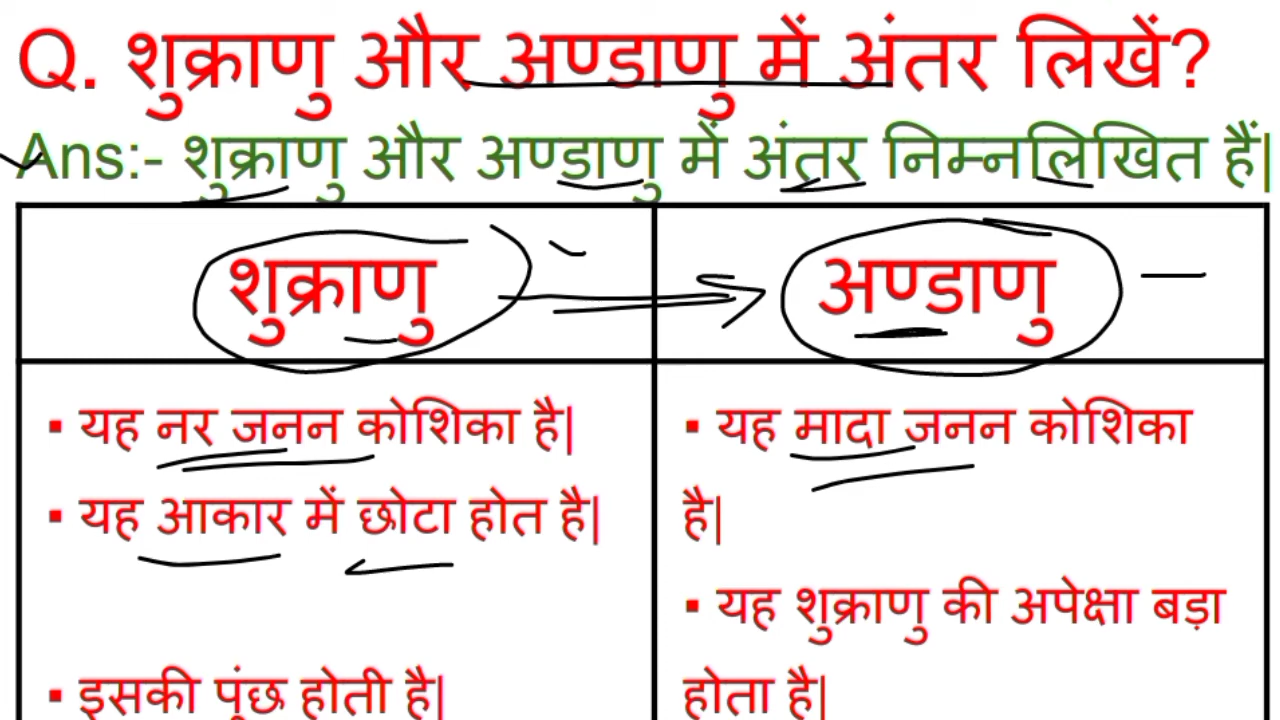 Q. शुक्राणु और अण्डाणु में अंतर लिखें?
Ans:- शुक्राणु और अण्डाणु में अंतर निम्नलिखित हैं|
शुक्राणु
अण्डाणु
▪ यह नर जनन कोशिका है|
▪ यह आकार में छोटा होत है|
▪ इसकी पूंछ होती है|
▪ यह मादा जनन कोशिका
है|
▪ यह शुक्राणु की अपेक्षा बड़ा
होता है|